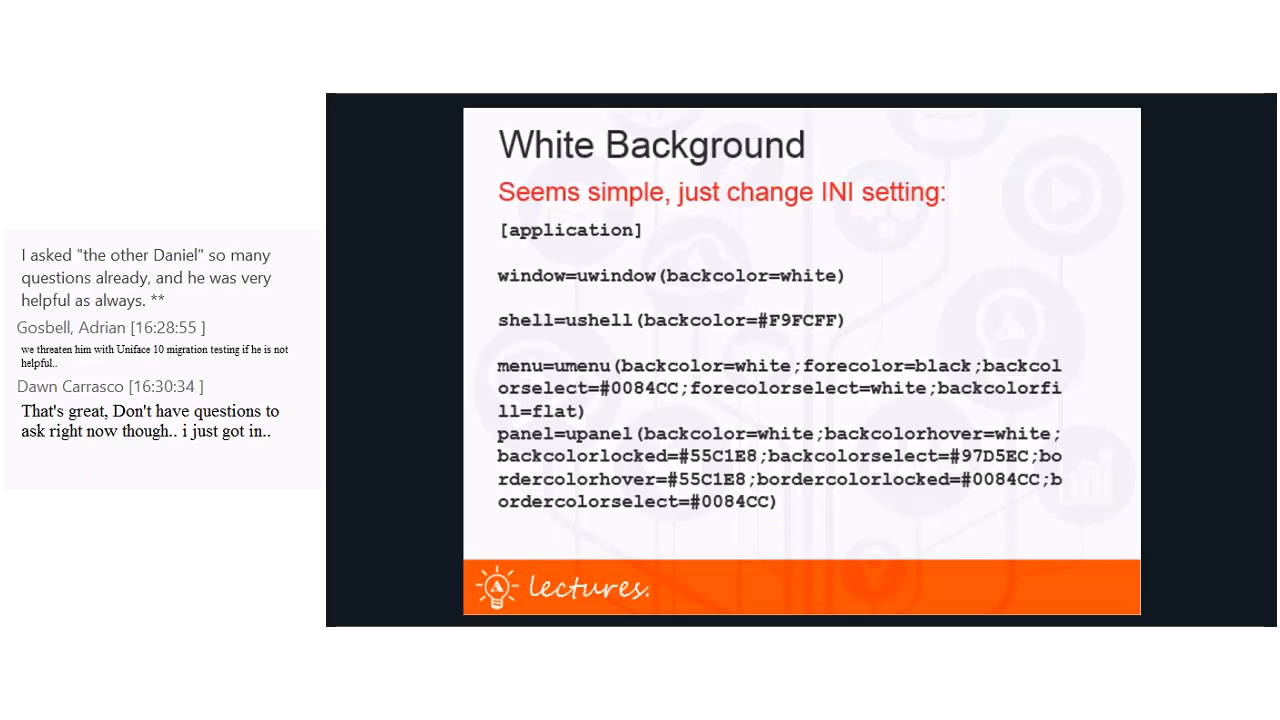 I asked "the other Daniel" so many
questions already, and he was very
helpful as always. **
Gosbell, Adrian [16:28:55 ]
we threaten him with Uniface 10 migration testing if he is not
helpful..
Dawn Carrasco [16:30:34 ]
That's great, Don't have questions to
ask right now though.. i just got in..
White Background
Seems simple, just change INI setting:
[application]
window=uwindow(backcolor=white)
shell=ushell(backcolor=#F9FCFF)
menu=umenu(backcolor=white;forecolor=black;backcol
orselect=#0084CC;forecolorselect=white;backcolorfi
ll=flat)
panel=upanel(backcolor=white;backcolorhover=white;
backcolorlocked=#55C1E8;backcolorselect=#97D5EC;bo
rdercolorhover=#55C1E8;bordercolorlocked=#0084CC;b
ordercolorselect=#0084CC)
lectures.